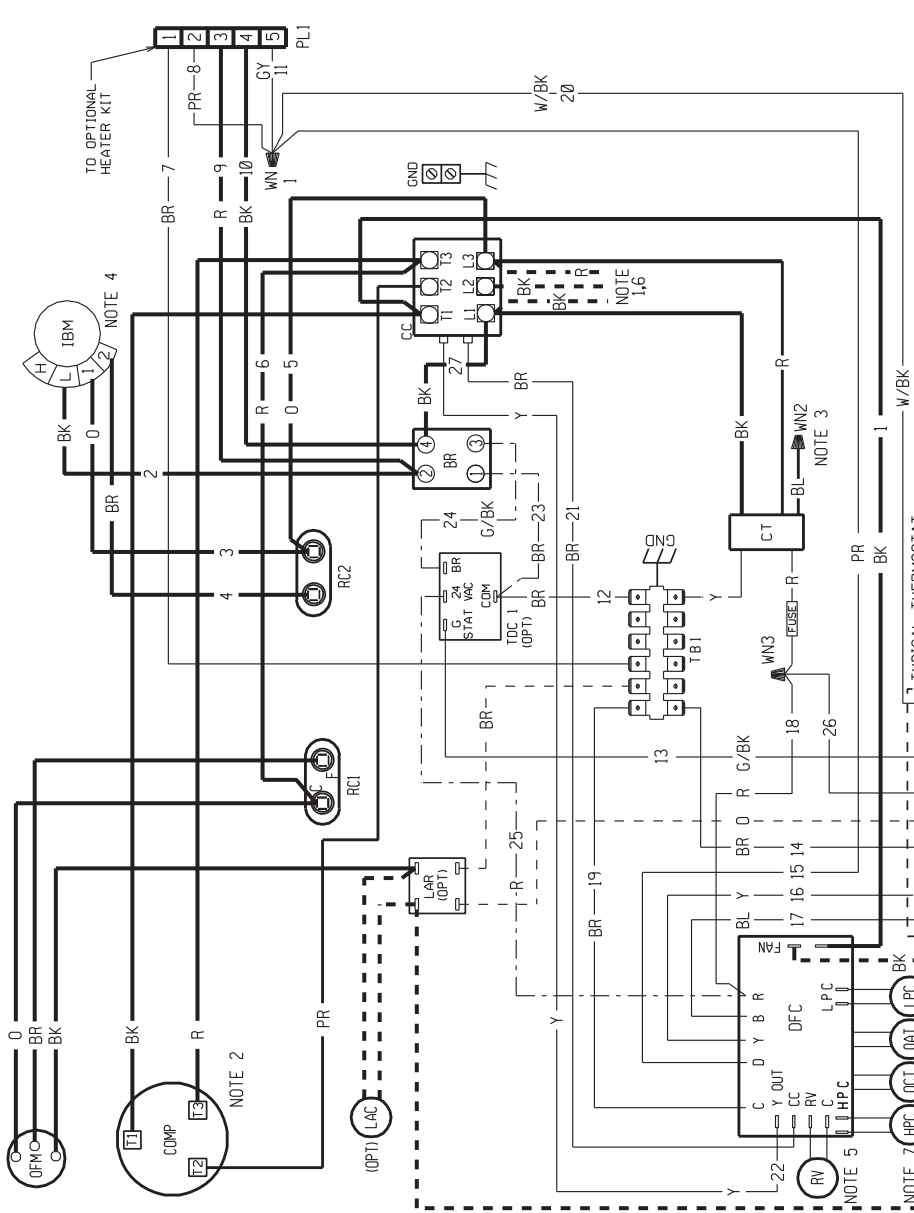 1
2
3
4
5
PL1
TO OPTIONAL
HEATER KIT
BR
7
PR
8
R
9
BK
10
GY
11
WN
1
W/BK
20
GND
IBM
H
L
1
2
NOTE 4
BK
O
BR
2
3
4
RC2
R
6
O
5
CC
T1
T2
T3
L1
L2
L3
R
BK
BK
NOTE
1,6
27
BK
BR
Y
BR
4
2
3
1
24
G/BK
23
BR
21
BR
BR
24
VAC
G
STAT
COM
TDC 1
(OPT)
BR
12
GND
TB1
Y
CT
BK
R
BL
WN2
NOTE 3
R
FUSE
WN3
18
26
PR
BK
1
W/BK
TYPICAL THERMOSTAT
C
F
RC1
BR
13
G/BK
R
O
BR
14
15
Y
16
BL
17
LAR
(OPT)
25
R
BR
19
OFM
O
BR
BK
COMP
T1
T2
T3
BK
R
PR
NOTE 2
(OPT)
LAC
Y
Y
22
DFC
FAN
R
B
Y
D
C
Y OUT
CC
RV
C
HPC
LPC
BK
LPC
OAT
OCT
HPC
RV
NOTE 5
NOTE 7